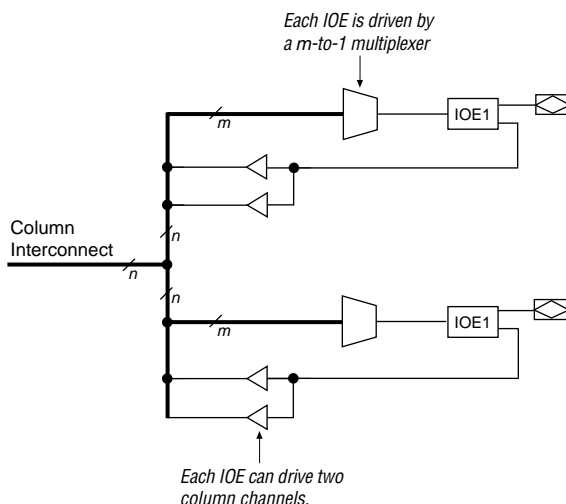 Each IOE is driven by
a m-to-1 multiplexer
m
IOE1
Column
Interconnect
n
n
n
m
IOE1
Each IOE can drive two
column channels.